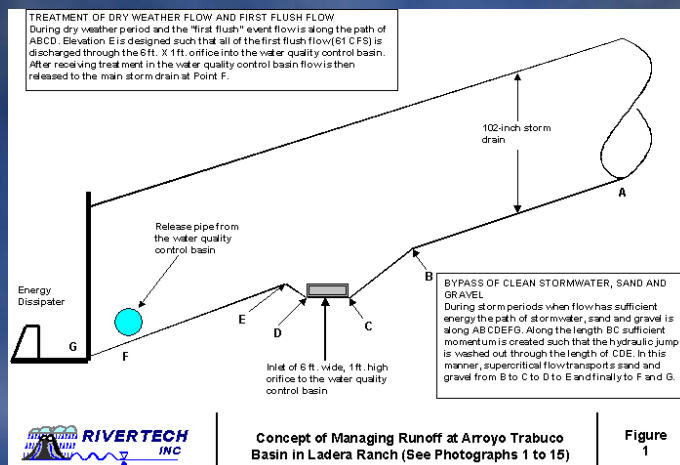 TREATMENT OF DRY WEATHER FLOW AND FIRST FLUSH FLOW
During dry weather period and the "first flush" event flow is along the path of
ABCD. Elevation E is designed such that all of the first flush flow(61 CFS) is
discharged through the 6ft. X 1ft. orifice into the water quality control basin.
After receiving treatment in the water quality control basin flow is then
released to the main storm drain at Point F.
102-inch storm
drain
A
Release pipe from
the water quality
control basin
B
Energy
Dissipater
BYPASS OF CLEAN STORMWATER, SAND AND
GRAVEL
During storm periods when flow has sufficient
energy the path of stormwater, sand and gravel is
along ABCDEFG. Along the length BC sufficient
momentum is created such that the hydraulic jump
is washed out through the length of CDE. In this
manner, supercritical flow transports sand and
gravel from B to C to D to E and finally to F and G.
E
D
C
G
F
Inlet of 6 ft. wide, 1 ft. high
orifice to the water quality
control basin
RIVERTECH
INC
Concept of Managing Runoff at Arroyo Trabuco
Basin in Ladera Ranch (See Photographs 1 to 15)
Figure
1